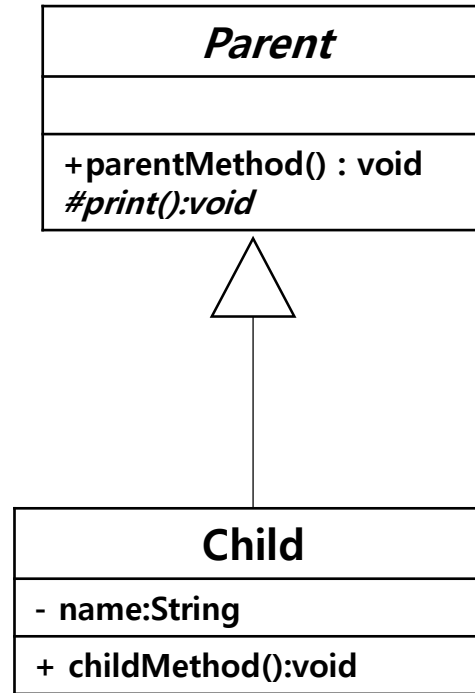 Parent
+parentMethod() : void
#print():void
Child
- name:String
+ childMethod():void